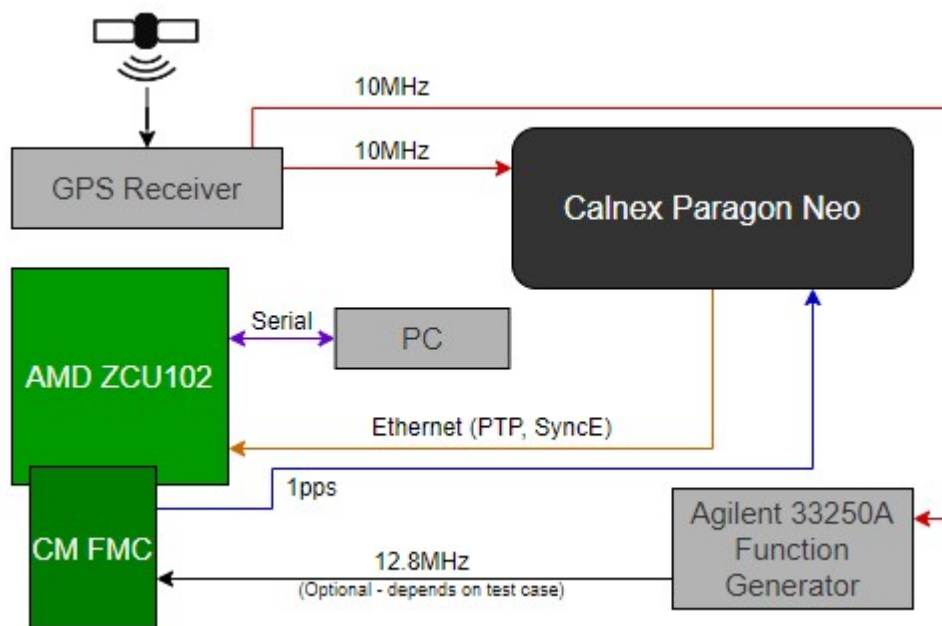 10MHz
10MHz
GPS Receiver
Calnex Paragon Neo
Serial
PC
AMD ZCU102
Ethernet (PTP, SyncE)
1pps
CM FMC
12.8MHz
(Optional - depends on test case)
Agilent 33250A
Function
Generator